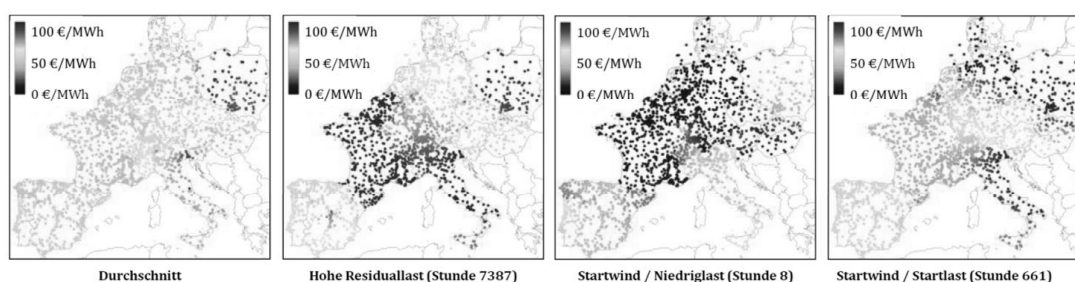 100 €/MWh
50 €/MWh
0 €/MWh
Durchschnitt
100 €/MWh
50 €/MWh
0 €/MWh
Hohe Residuallast (Stunde 7387)
100 €/MWh
50 €/MWh
0 €/MWh
Startwind / Niedriglast (Stunde 8)
100 €/MWh
50 €/MWh
0 €/MWh
Startwind / Startlast (Stunde 661)